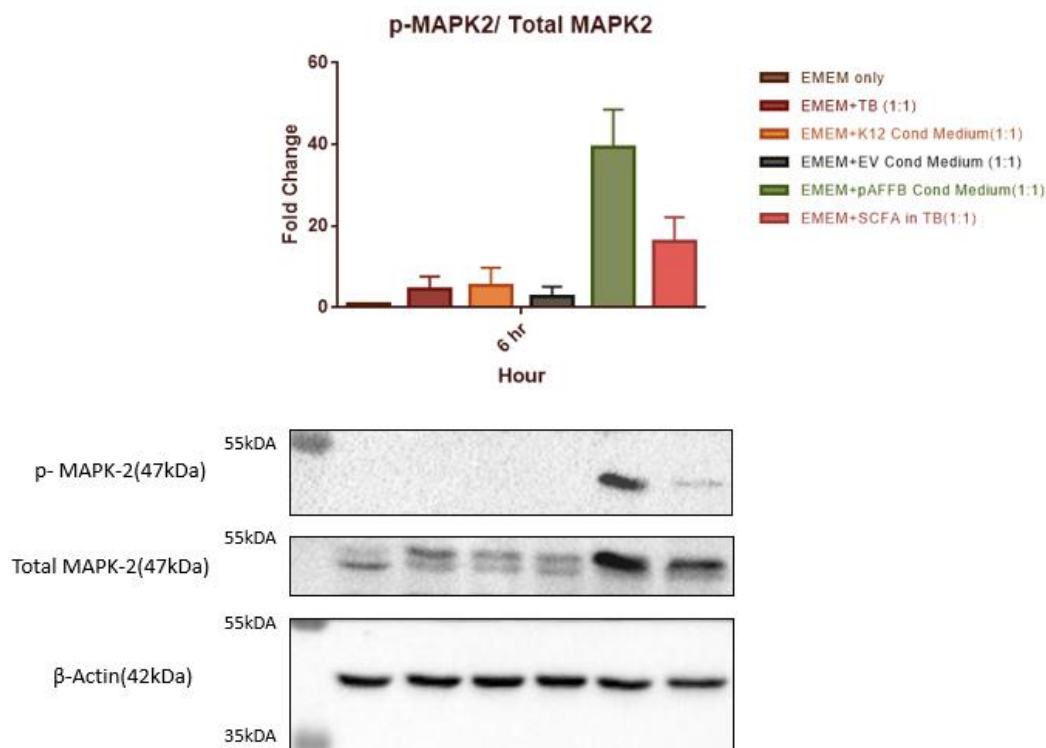 p-MAPK2/ Total MAPK2
Fold Change
60
40
20
0
6 hr
Hour
EMEM only
EMEM+TB (1:1)
EMEM+K12 Cond Medium(1:1)
EMEM+EV Cond Medium (1:1)
EMEM+pAFFB Cond Medium(1:1)
EMEM+SCFA in TB(1:1)
55kDA
p- MAPK-2(47kDa)
55kDA
Total MAPK-2(47kDa)
55kDA
β-Actin(42kDa)
35kDA